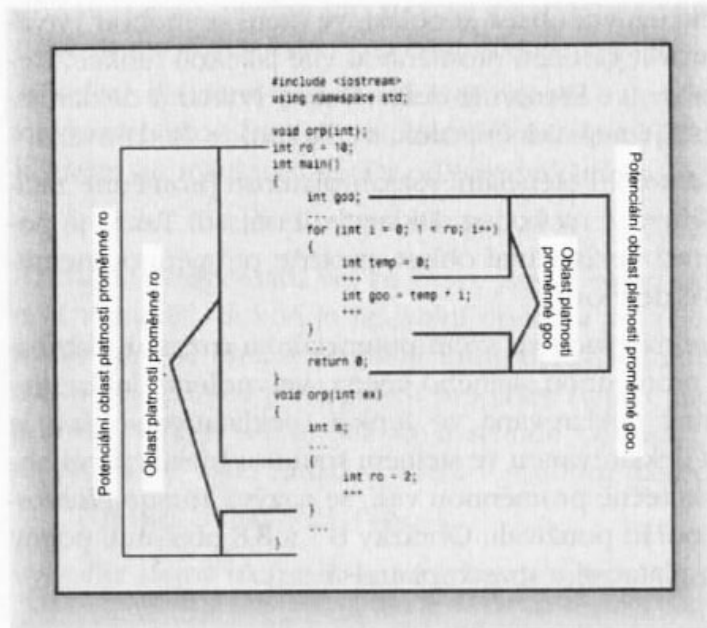 #include <iostream>
using namespace std;
void orp(int);
int ro = 10;
int main()
{
int goo;
....
for (int i = 0; i < ro; i++)
{
int temp = 0;
....
int goo = temp * i;
....
}
....
return 0;
}
void orp(int ex)
{
int m;
....
int ro = 2;
....
}
....
}
Potenciální oblast platnosti proměnné ro
Oblast platnosti proměnné ro
Oblast platnosti
proměnné goo
Potenciální oblast platnosti proměnné goo